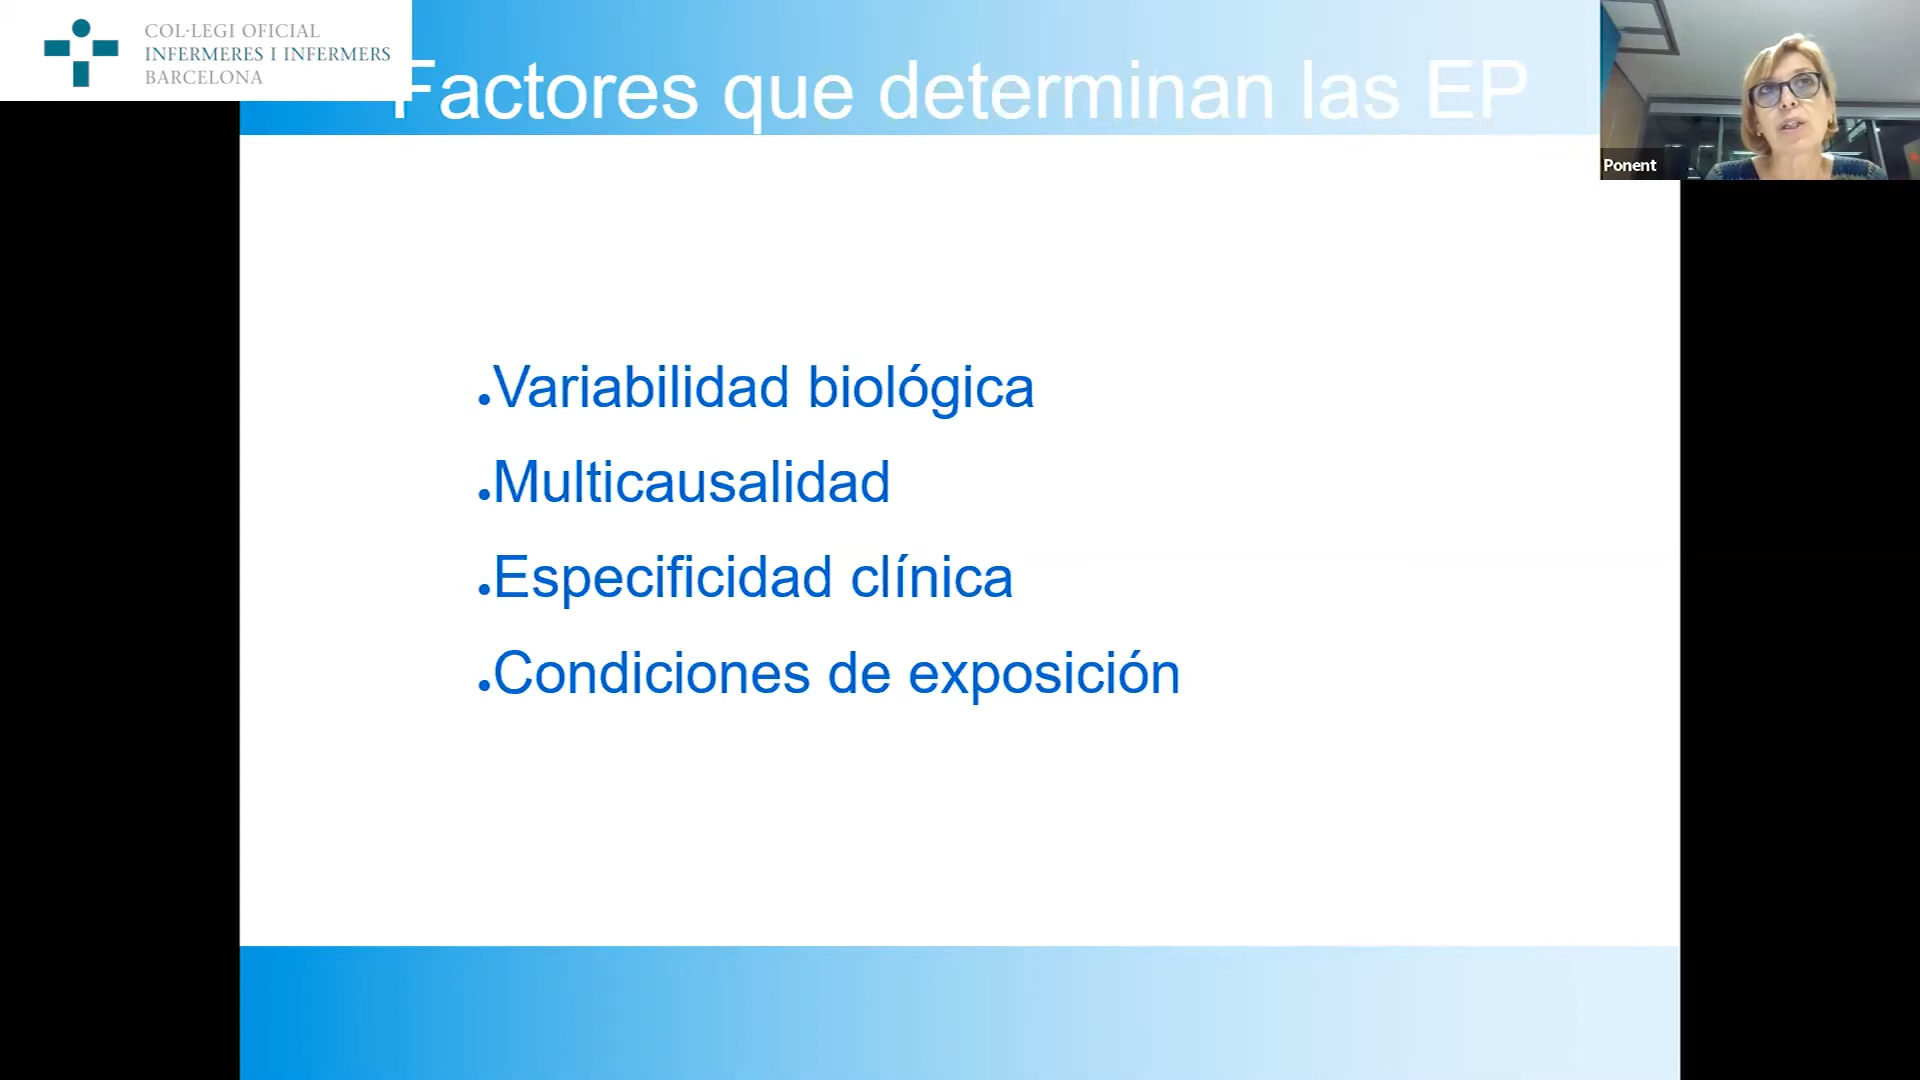 COL·LEGI OFICIAL
INFERMERES I INFERMERS
BARCELONA
Factores que determinan las EP
Ponent
•Variabilidad biológica
•Multicausalidad
•Especificidad clínica
•Condiciones de exposición